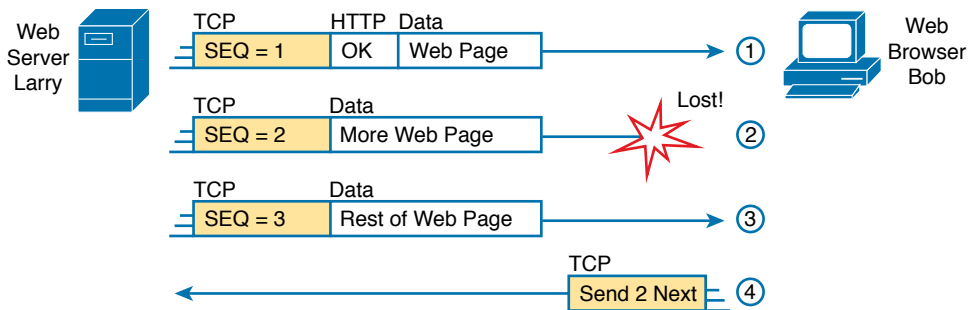 Web
Server
Larry
TCP HTTP Data
SEQ = 1 OK Web Page
1
Web
Browser
Bob
TCP Data
SEQ = 2 More Web Page
Lost!
2
TCP Data
SEQ = 3 Rest of Web Page
3
TCP
Send 2 Next
4